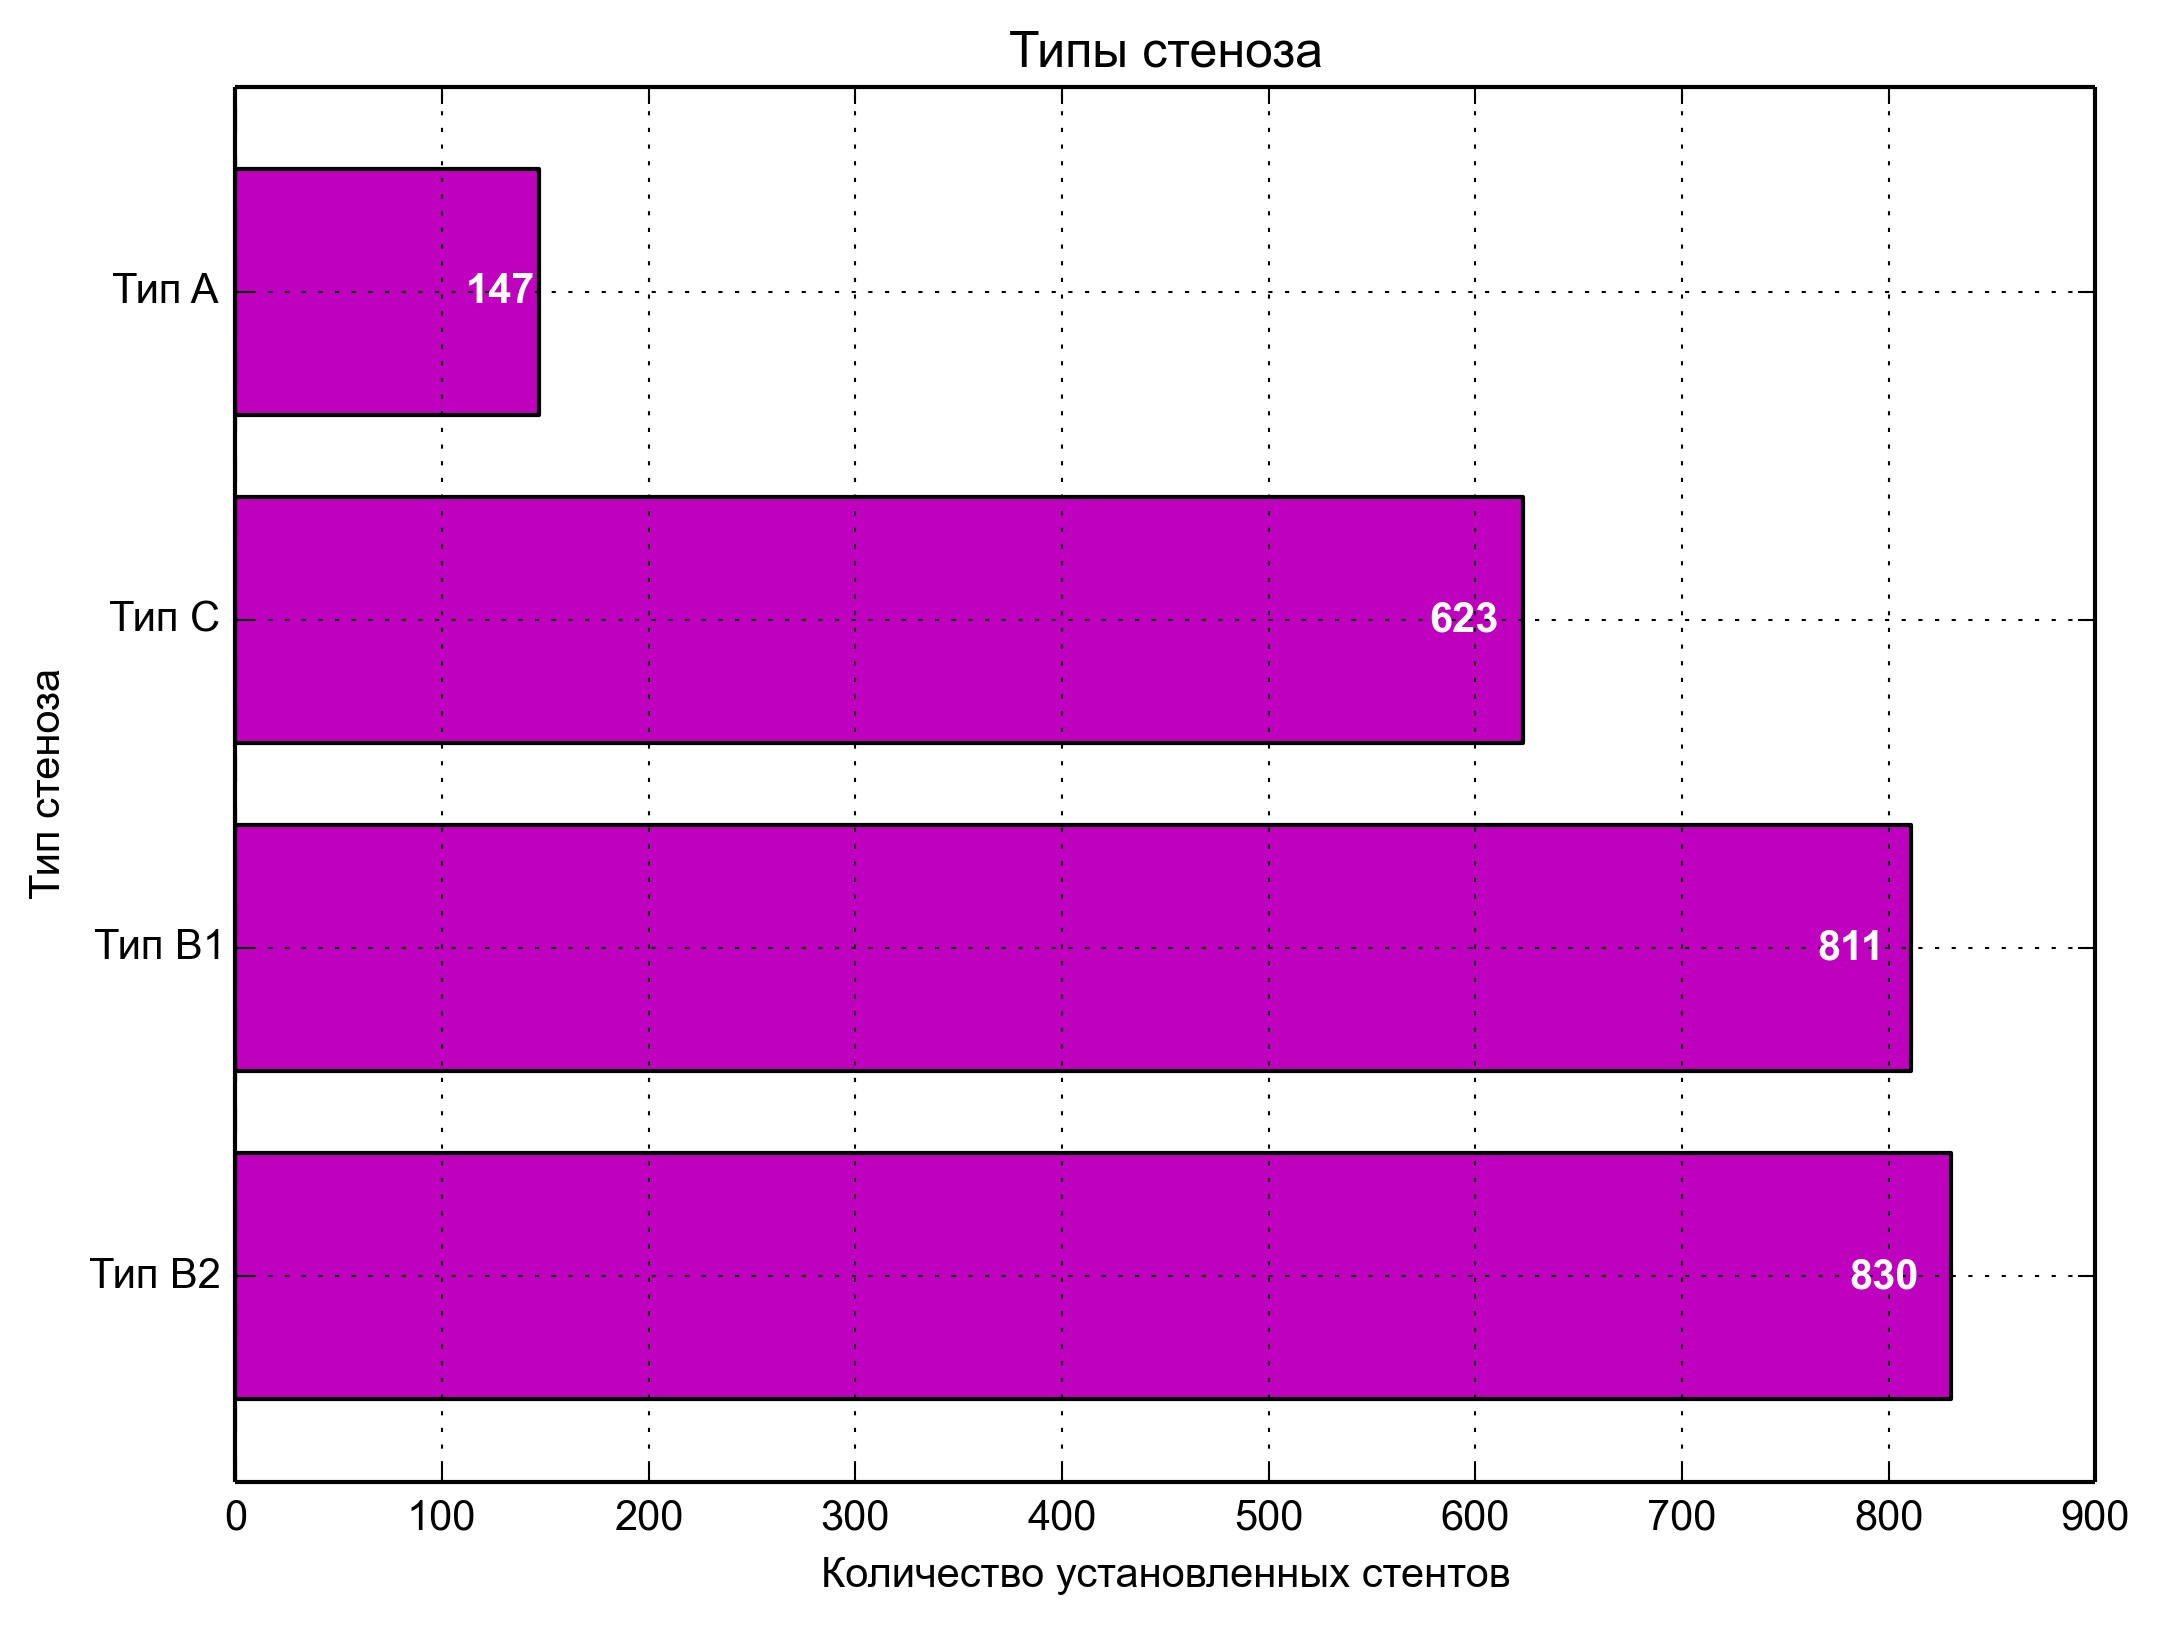 Типы стеноза
Тип A
147
Тип C
623
Тип B1
811
Тип B2
830
Тип стеноза
0 100 200 300 400 500 600 700 800 900
Количество установленных стентов